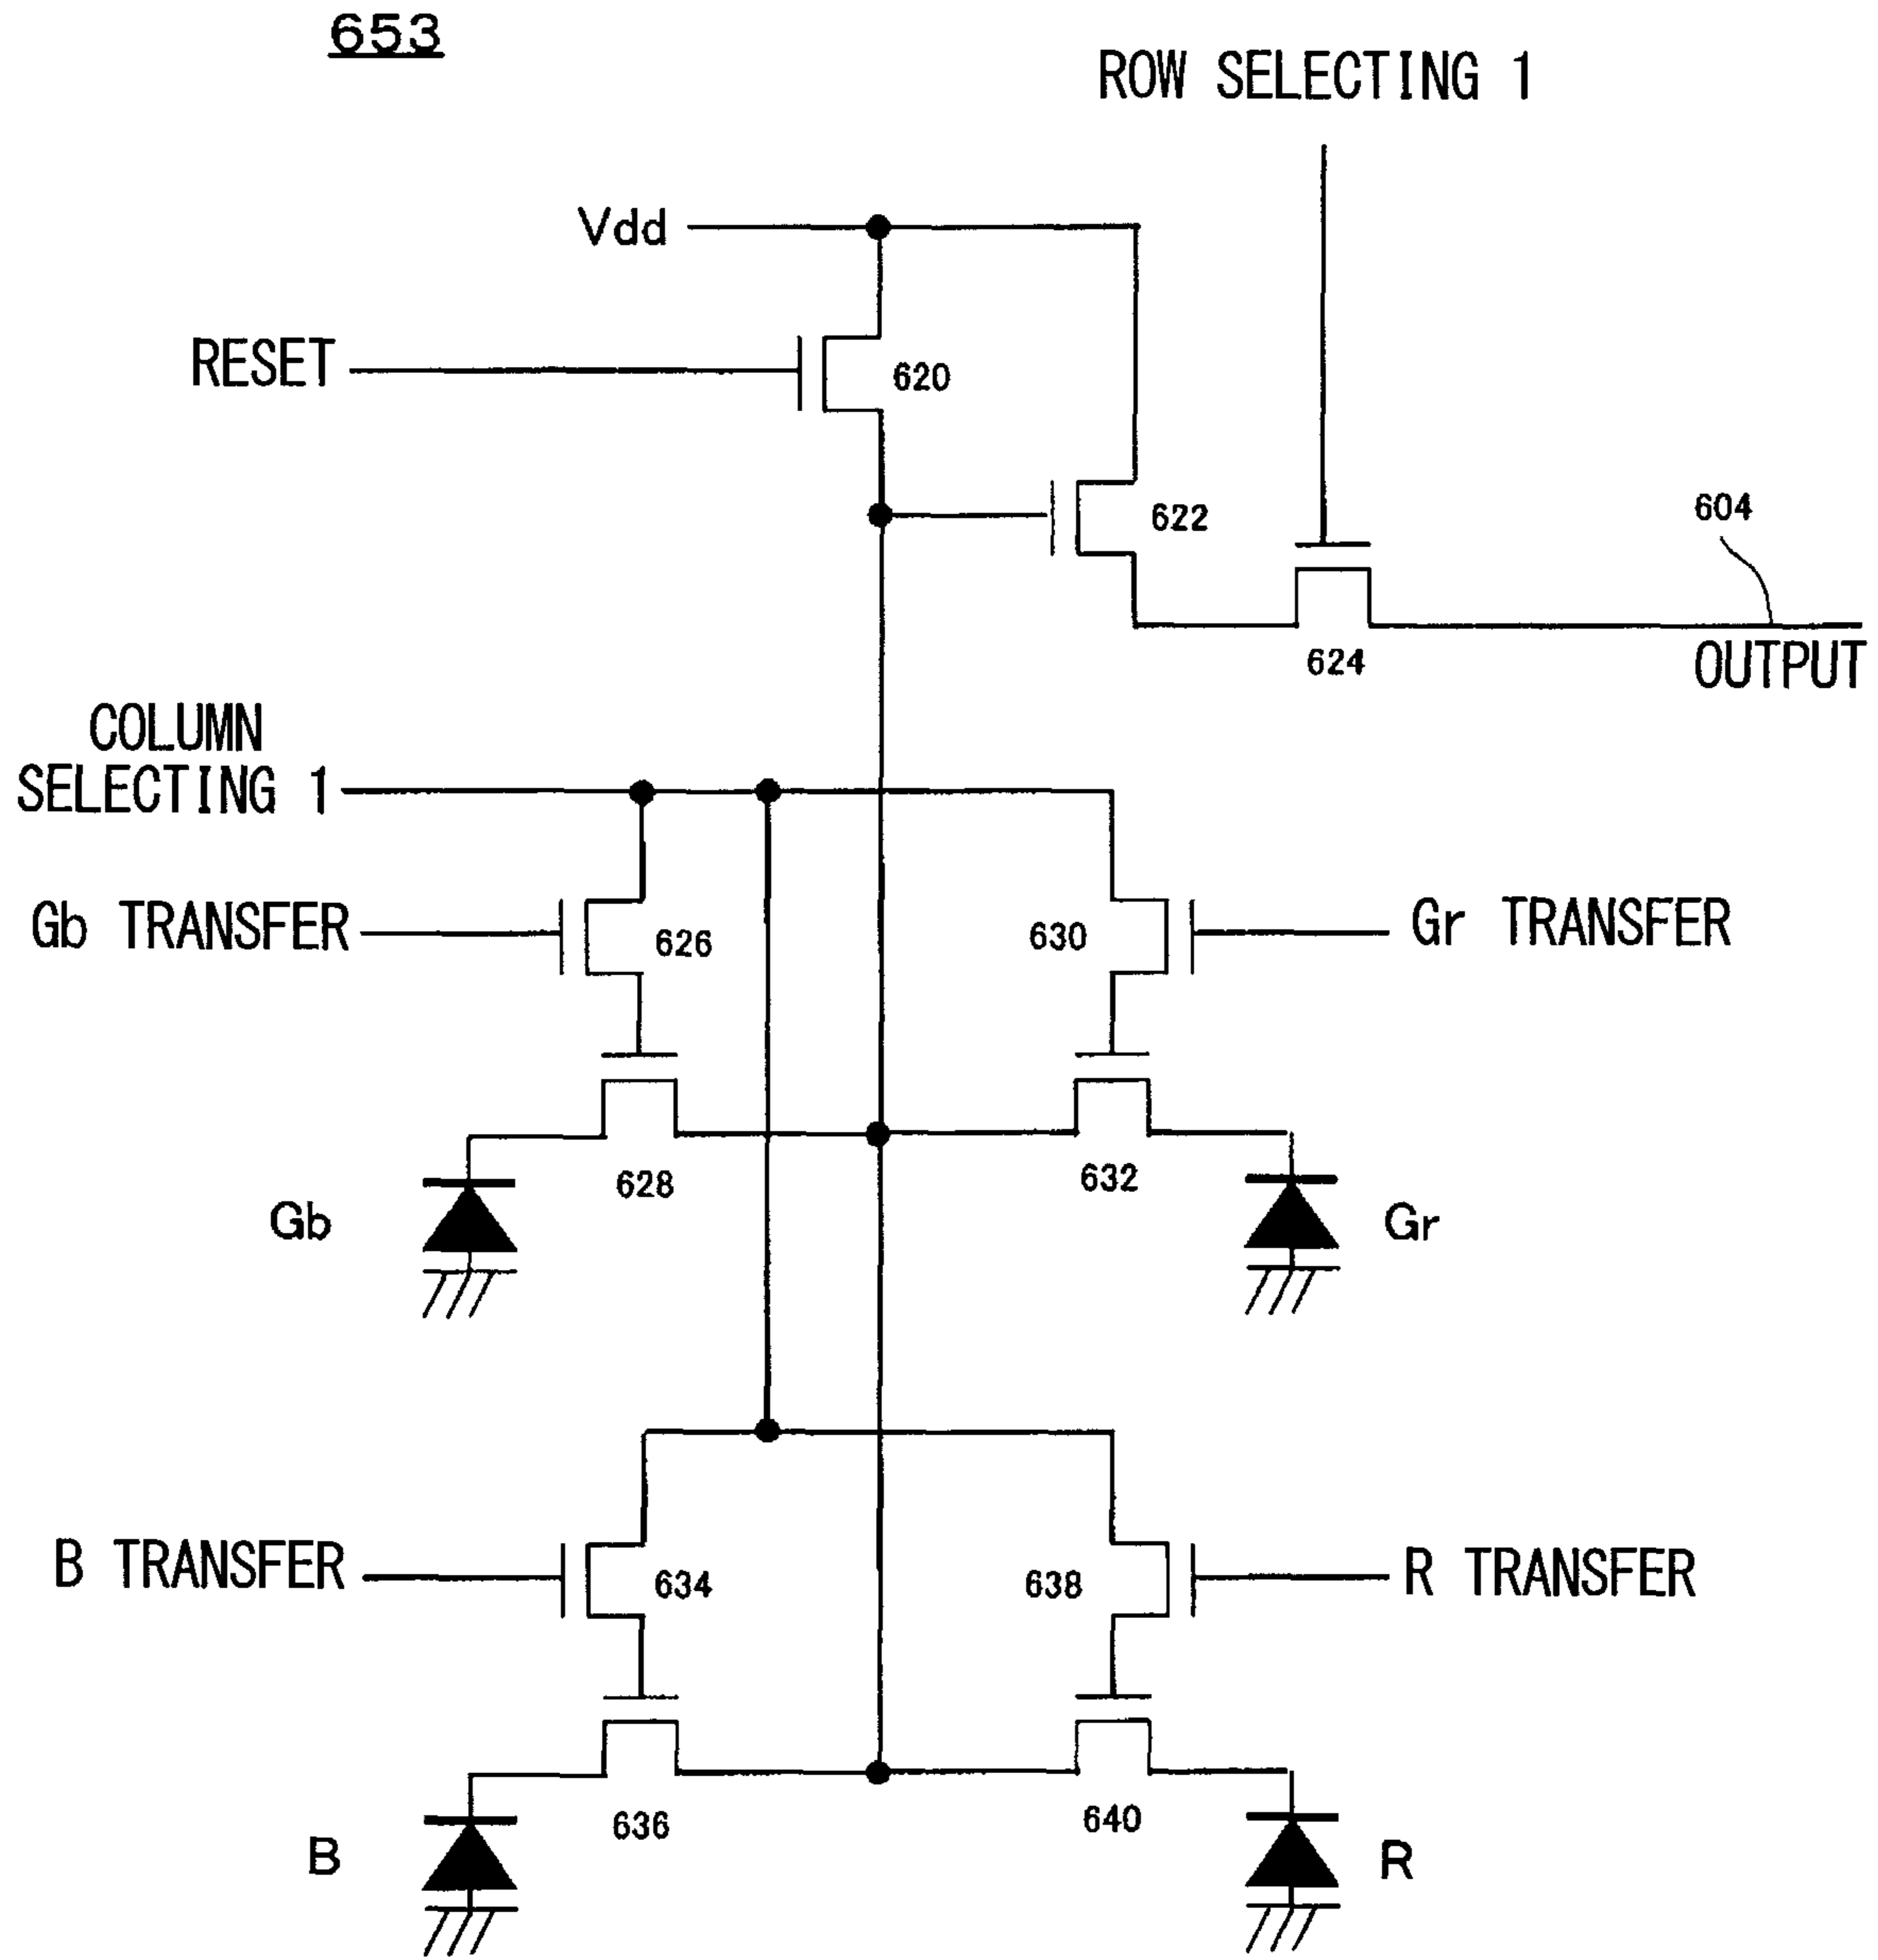 653
ROW SELECTING 1
Vdd
RESET
620
622
604
624
OUTPUT
COLUMN
SELECTING 1
Gb TRANSFER
626
630
Gr TRANSFER
628
632
Gb
Gr
B TRANSFER
634
638
R TRANSFER
636
640
B
R